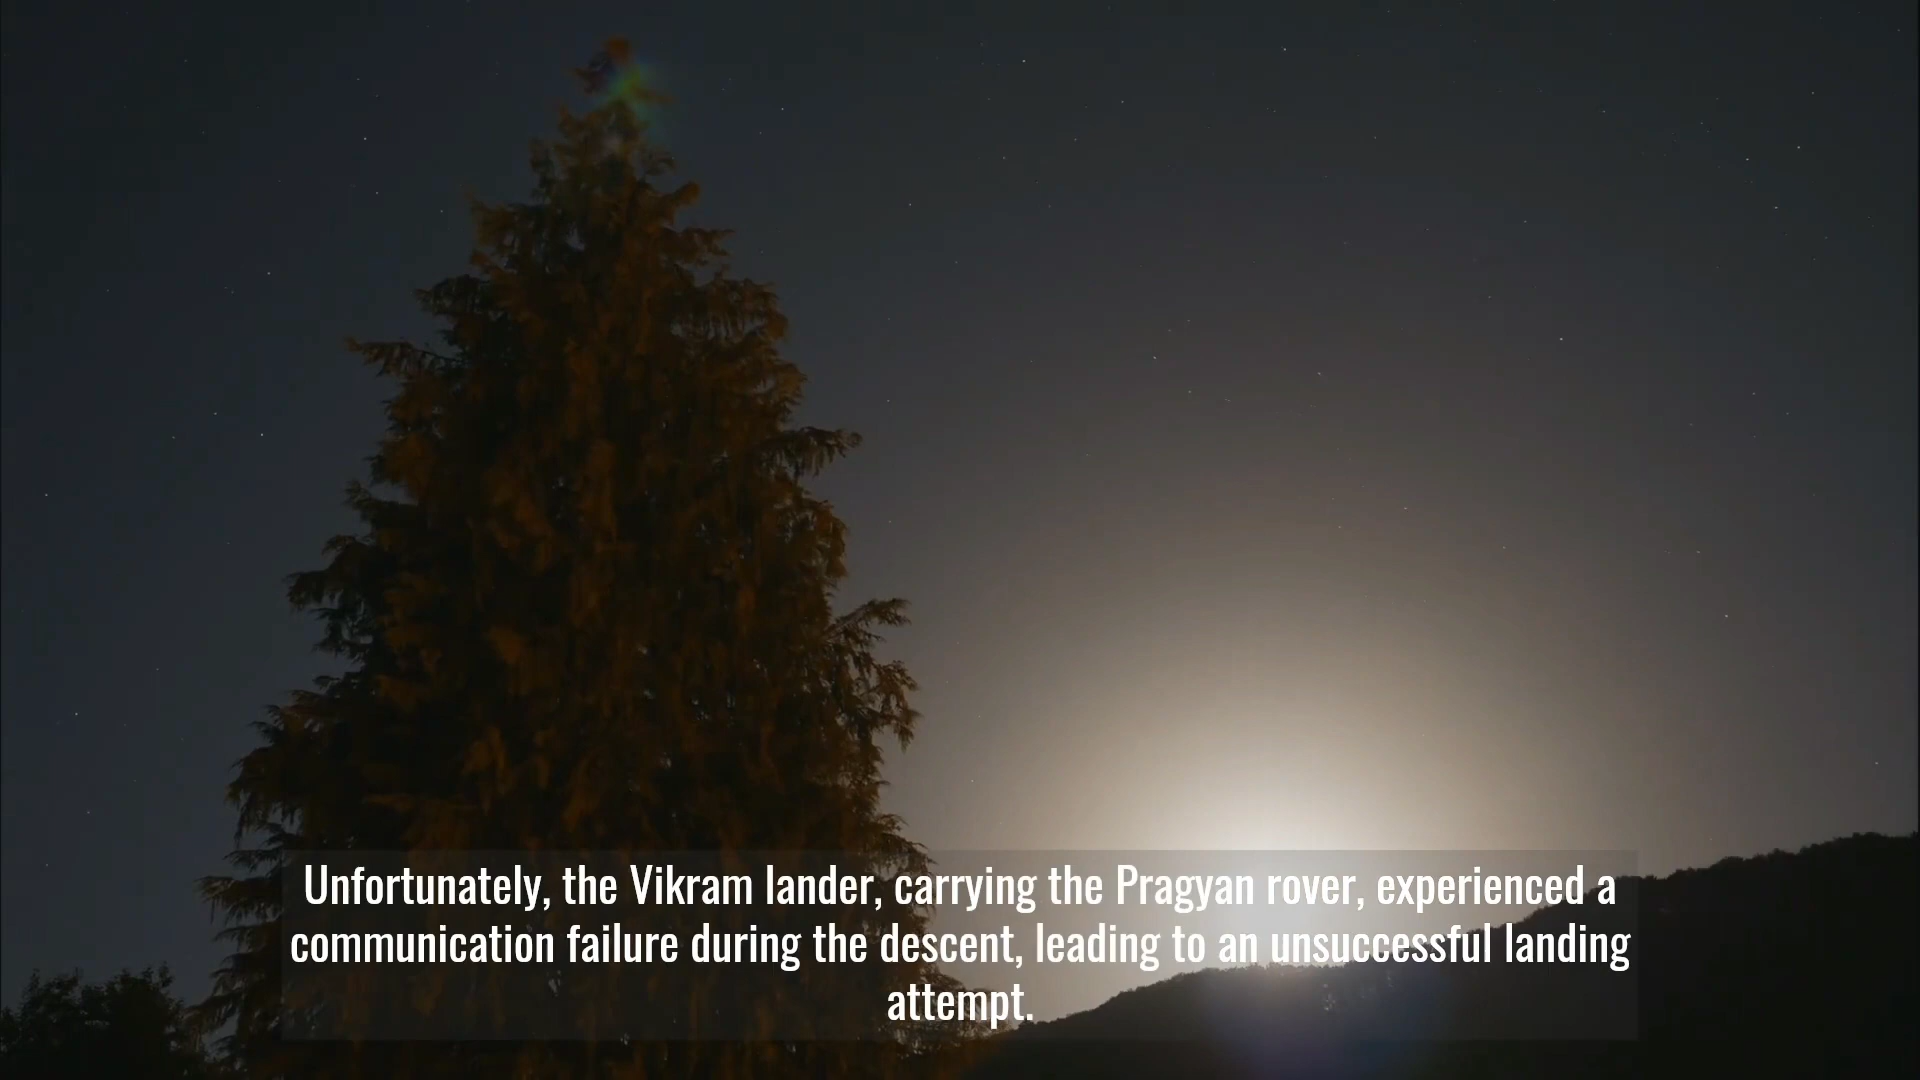 Unfortunately, the Vikram lander, carrying the Pragyan rover, experienced a
communication failure during the descent, leading to an unsuccessful landing
attempt.